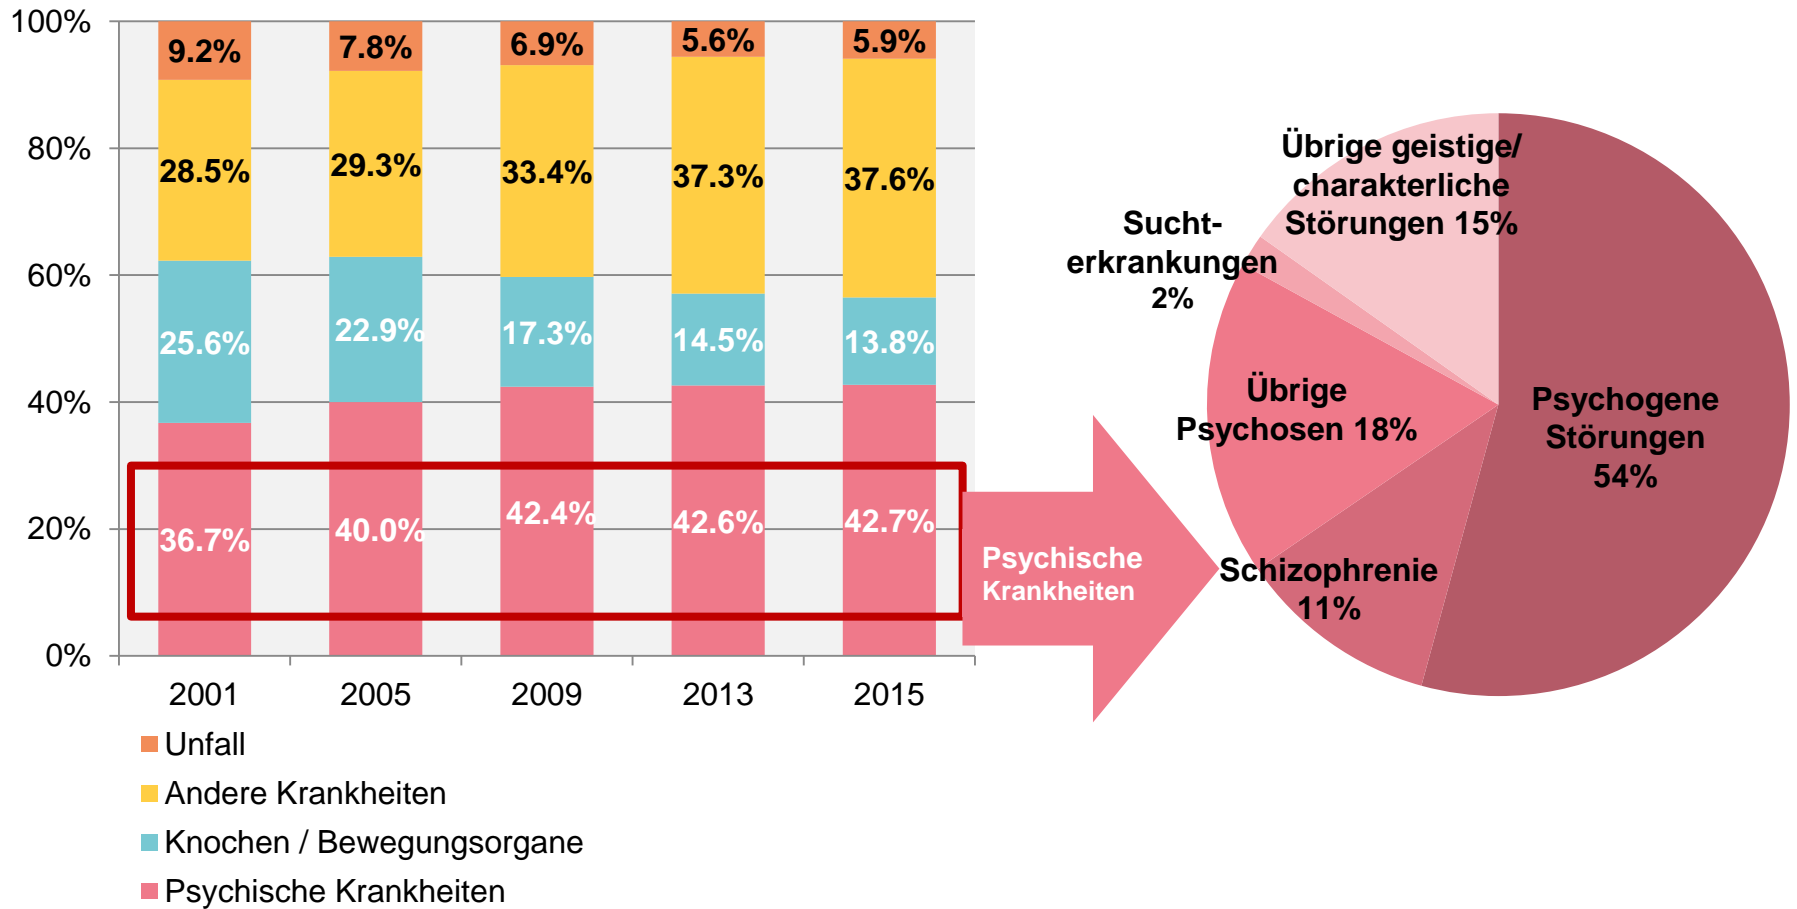 100%
80%
60%
40%
20%
0%
9.2%
7.8%
6.9%
5.6%
5.9%
28.5%
29.3%
33.4%
37.3%
37.6%
25.6%
22.9%
17.3%
14.5%
13.8%
36.7%
40.0%
42.4%
42.6%
42.7%
2001
2005
2009
2013
2015
Unfall
Andere Krankheiten
Knochen / Bewegungsorgane
Psychische Krankheiten
Psychische
Krankheiten
Übrige geistige/
charakterliche
Störungen 15%
Sucht-
erkrankungen
2%
Übrige
Psychosen 18%
Schizophrenie
11%
Psychogene
Störungen
54%